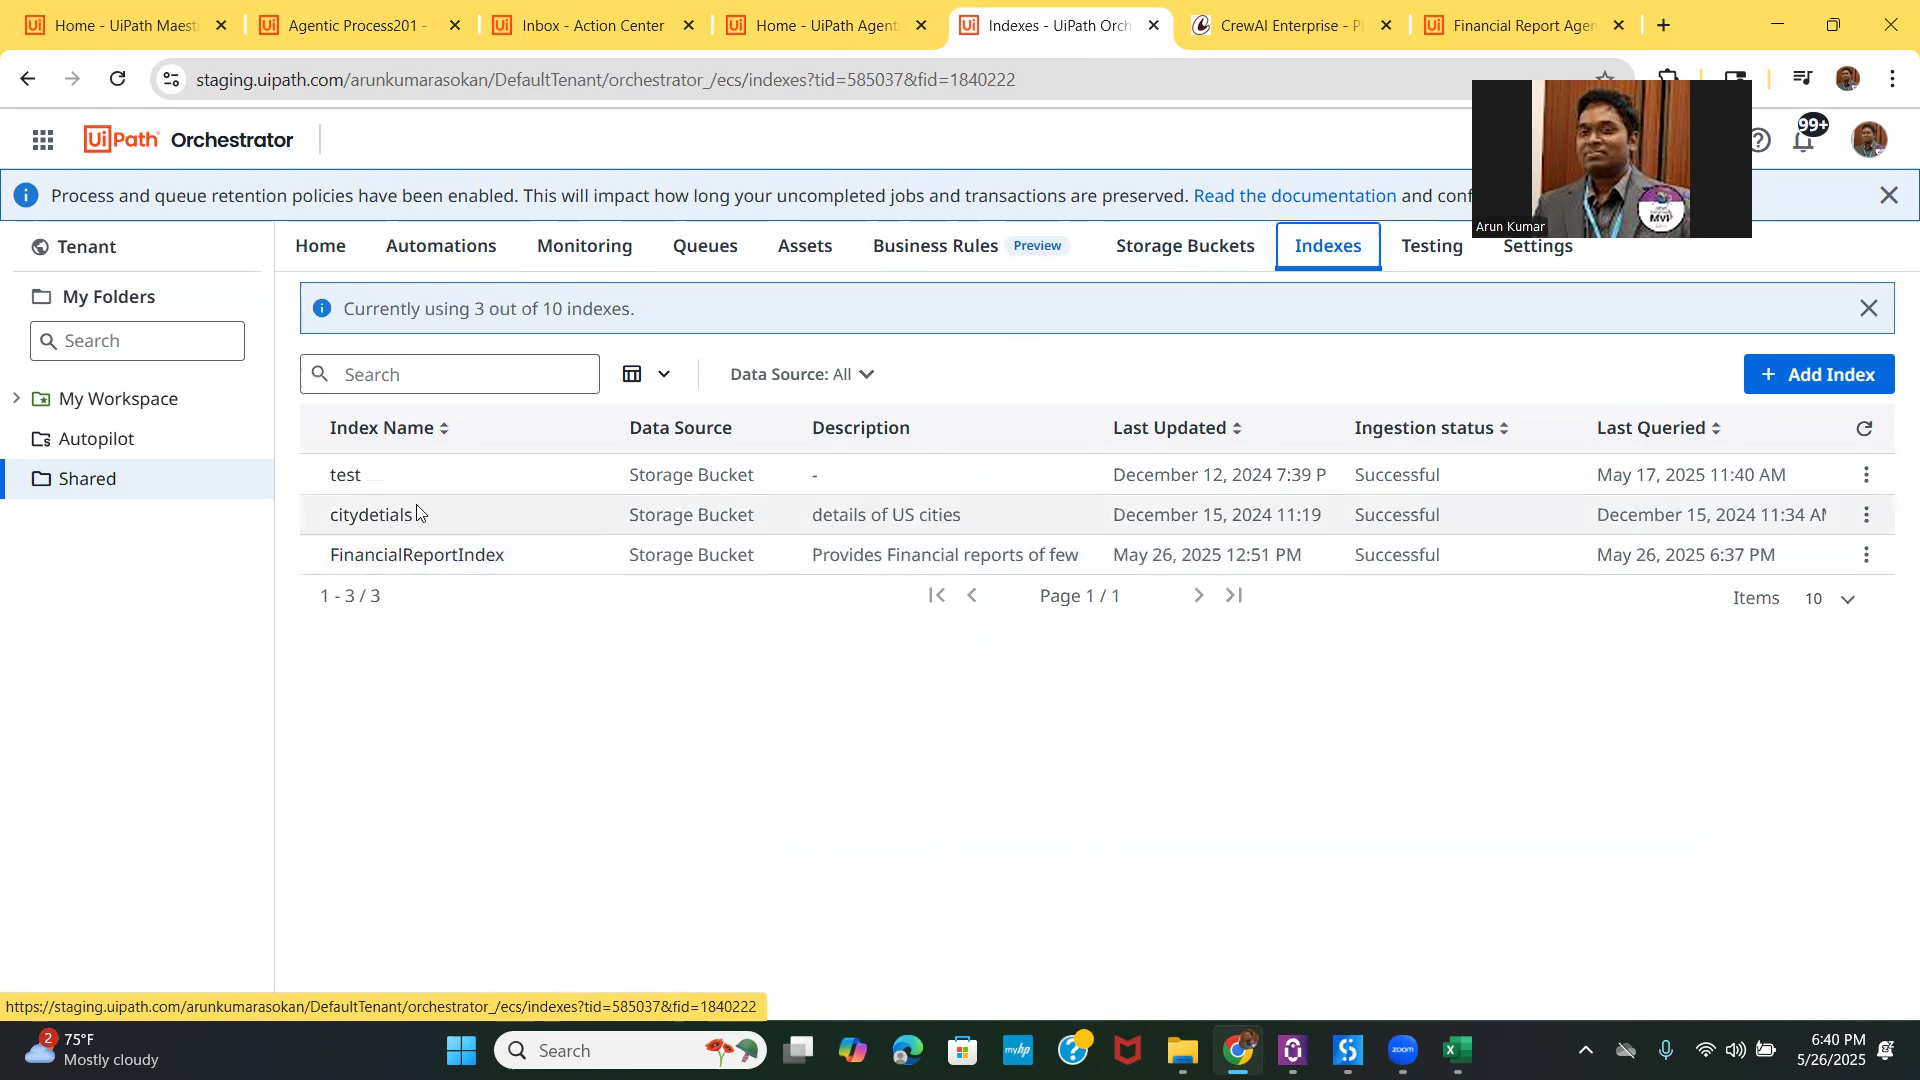 Home - UiPath Maest
Agentic Process201 -
Inbox - Action Center
Home - UiPath Agent
Indexes - UiPath Orch
CrewAI Enterprise - Pl
Financial Report Agen
staging.uipath.com/arunkumarasokan/DefaultTenant/orchestrator_/ecs/indexes?tid=585037&fid=1840222
UiPath Orchestrator
99+
Process and queue retention policies have been enabled. This will impact how long your uncompleted jobs and transactions are preserved. Read the documentation and conf
MVP
Arun Kumar
Tenant
Home
Automations
Monitoring
Queues
Assets
Business Rules Preview
Storage Buckets
Indexes
Testing
Settings
My Folders
Search
My Workspace
Autopilot
Shared
Currently using 3 out of 10 indexes.
Search
Data Source: All
+ Add Index
Index Name Data Source Description Last Updated Ingestion status Last Queried
test Storage Bucket - December 12, 2024 7:39 P Successful May 17, 2025 11:40 AM
citydetials Storage Bucket details of US cities December 15, 2024 11:19 Successful December 15, 2024 11:34 AM
FinancialReportIndex Storage Bucket Provides Financial reports of few May 26, 2025 12:51 PM Successful May 26, 2025 6:37 PM
1 - 3 / 3
Page 1 / 1
Items 10
https://staging.uipath.com/arunkumarasokan/DefaultTenant/orchestrator_/ecs/indexes?tid=585037&fid=1840222
2
75°F
Mostly cloudy
Search
myhp
zoom
6:40 PM
5/26/2025